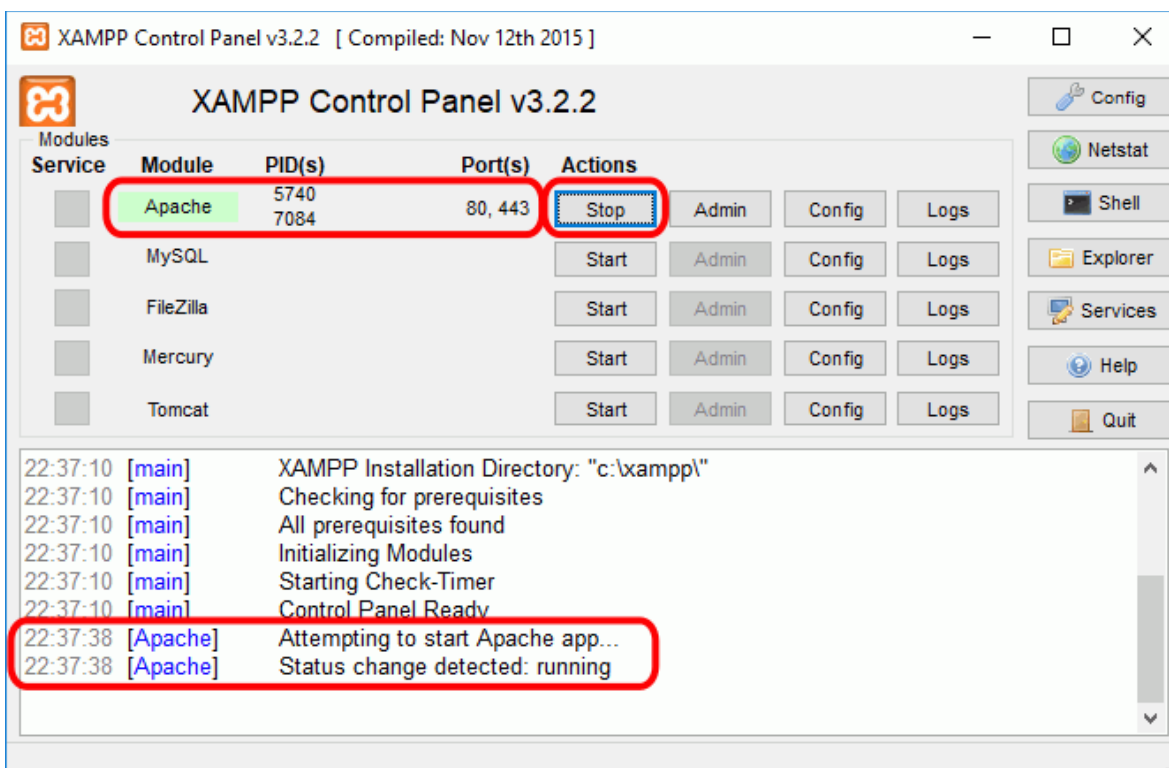 XAMPP Control Panel v3.2.2 [ Compiled: Nov 12th 2015 ]
XAMPP Control Panel v3.2.2
Config
Modules
Netstat
Service Module PID(s) Port(s) Actions
Apache 5740 7084 80, 443 Stop Admin Config Logs
Shell
MySQL Start Admin Config Logs
Explorer
FileZilla Start Admin Config Logs
Services
Mercury Start Admin Config Logs
Help
Tomcat Start Admin Config Logs
Quit
22:37:10 [main] XAMPP Installation Directory: "c:\xampp\"
22:37:10 [main] Checking for prerequisites
22:37:10 [main] All prerequisites found
22:37:10 [main] Initializing Modules
22:37:10 [main] Starting Check-Timer
22:37:10 [main] Control Panel Ready
22:37:38 [Apache] Attempting to start Apache app...
22:37:38 [Apache] Status change detected: running